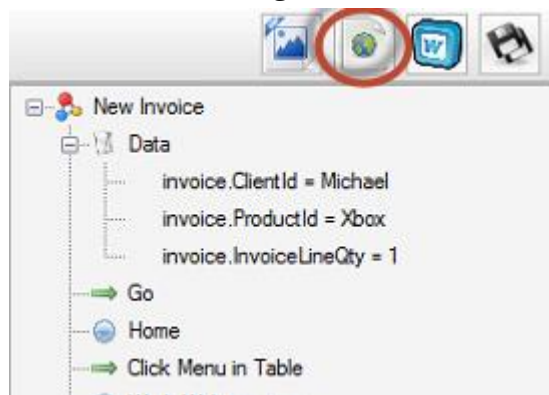 W
New Invoice
Data
invoice.ClientId = Michael
invoice.ProductId = Xbox
invoice.InvoiceLineQty = 1
Go
Home
Click Menu in Table